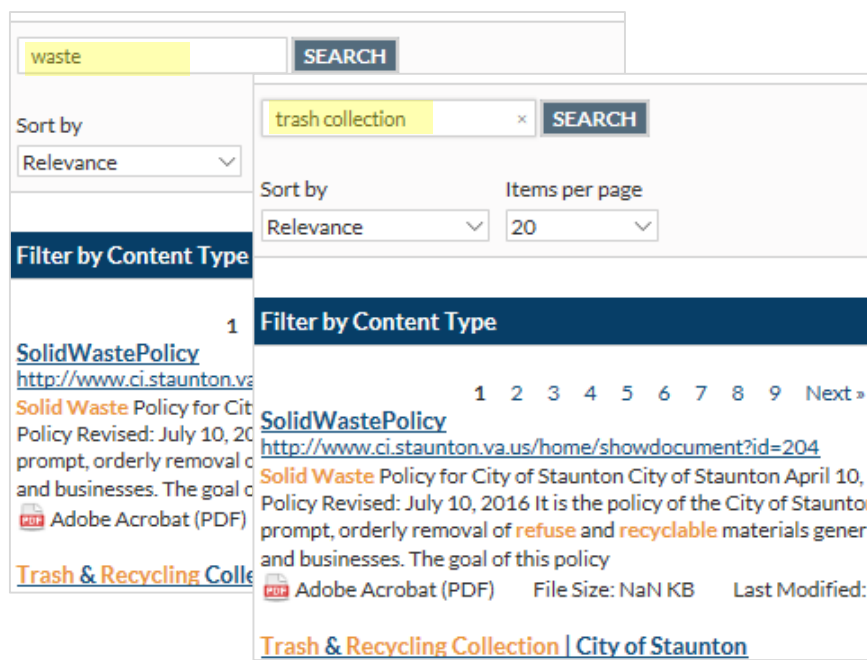 waste
SEARCH
Sort by
Relevance
Filter by Content Type
1
SolidWastePolicy
http://www.ci.staunton.va
Solid Waste Policy for Cit
Policy Revised: July 10, 20
prompt, orderly removal
and businesses. The goal
Adobe Acrobat (PDF)
Trash & Recycling Colle
trash collection ×
SEARCH
Sort by Items per page
Relevance 20
Filter by Content Type
1 2 3 4 5 6 7 8 9 Next »
SolidWastePolicy
http://www.ci.staunton.va.us/home/showdocument?id=204
Solid Waste Policy for City of Staunton City of Staunton April 10,
Policy Revised: July 10, 2016 It is the policy of the City of Staunto
prompt, orderly removal of refuse and recyclable materials gener
and businesses. The goal of this policy
PDF Adobe Acrobat (PDF) File Size: NaN KB Last Modified:
Trash & Recycling Collection | City of Staunton